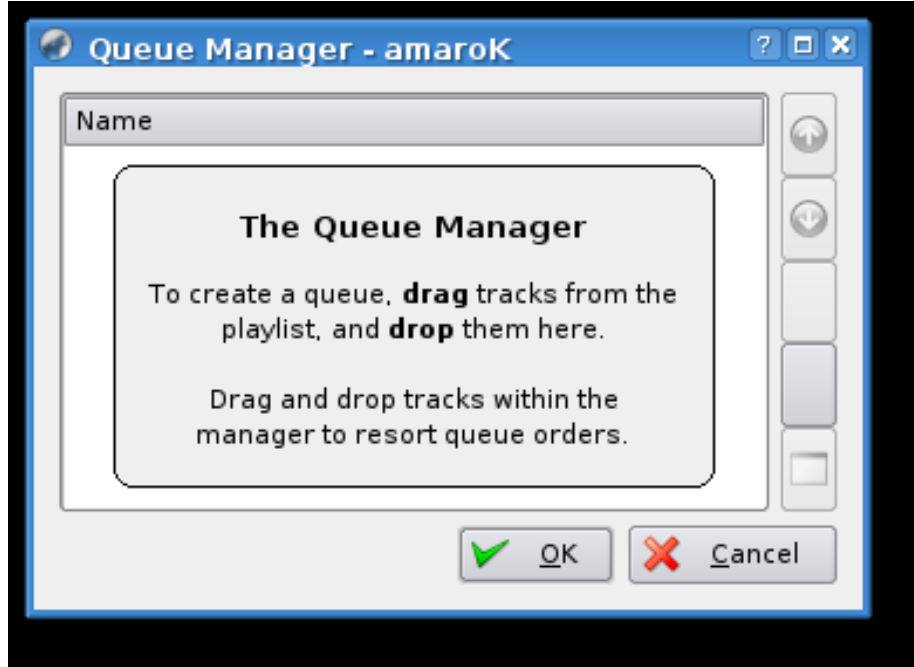 Queue Manager - amaroK
?
Name
The Queue Manager
To create a queue, drag tracks from the
playlist, and drop them here.
Drag and drop tracks within the
manager to resort queue orders.
OK
Cancel